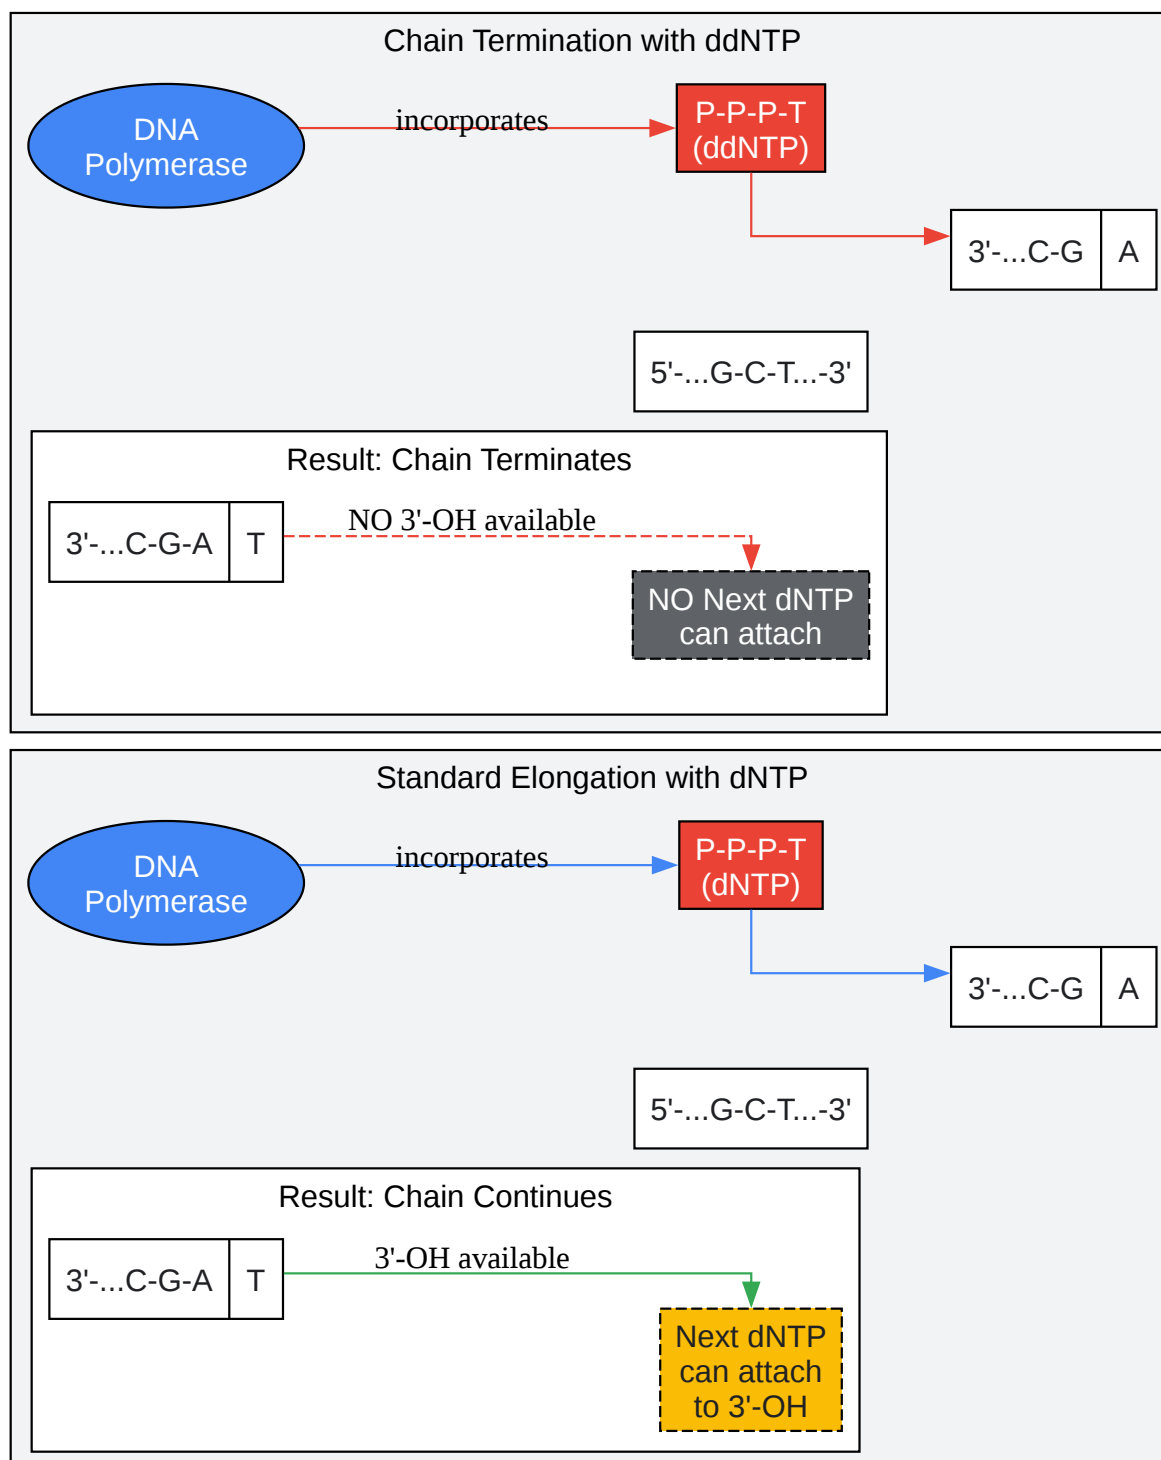 Chain Termination with ddNTP
DNA
Polymerase
incorporates
P-P-P-T
(ddNTP)
3'-...C-G
A
5'-...G-C-T...-3'
Result: Chain Terminates
3'-...C-G-A
T
NO 3'-OH available
NO Next dNTP
can attach
Standard Elongation with dNTP
DNA
Polymerase
incorporates
P-P-P-T
(dNTP)
3'-...C-G
A
5'-...G-C-T...-3'
Result: Chain Continues
3'-...C-G-A
T
3'-OH available
Next dNTP
can attach
to 3'-OH